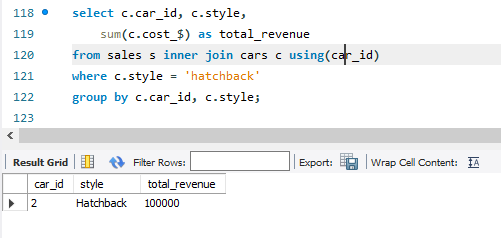 118 select c.car_id, c.style,
119 sum(c.cost_$) as total_revenue
120 from sales s inner join cars c using(car_id)
121 where c.style = 'hatchback'
122 group by c.car_id, c.style;
123
Result Grid Filter Rows: Export: Wrap Cell Content: IA
car_id style total_revenue
2 Hatchback 100000